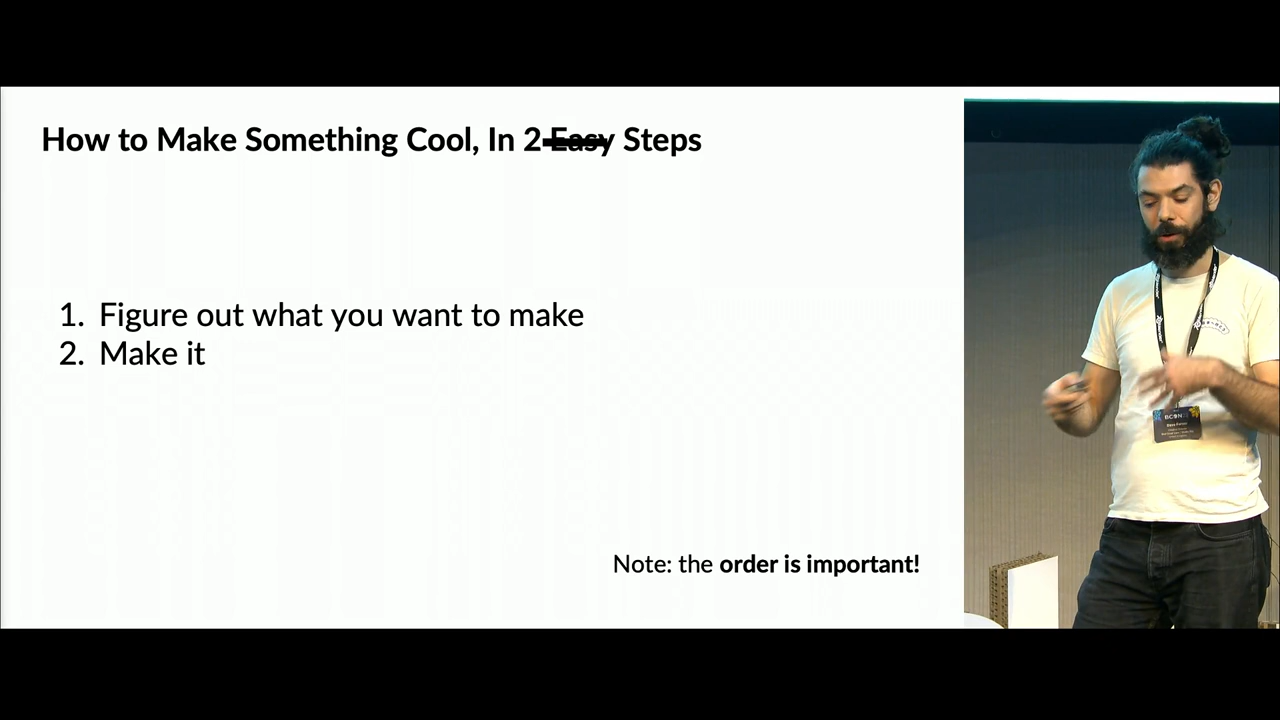 How to Make Something Cool, In 2 Easy Steps
1. Figure out what you want to make
2. Make it
Note: the order is important!
BCON